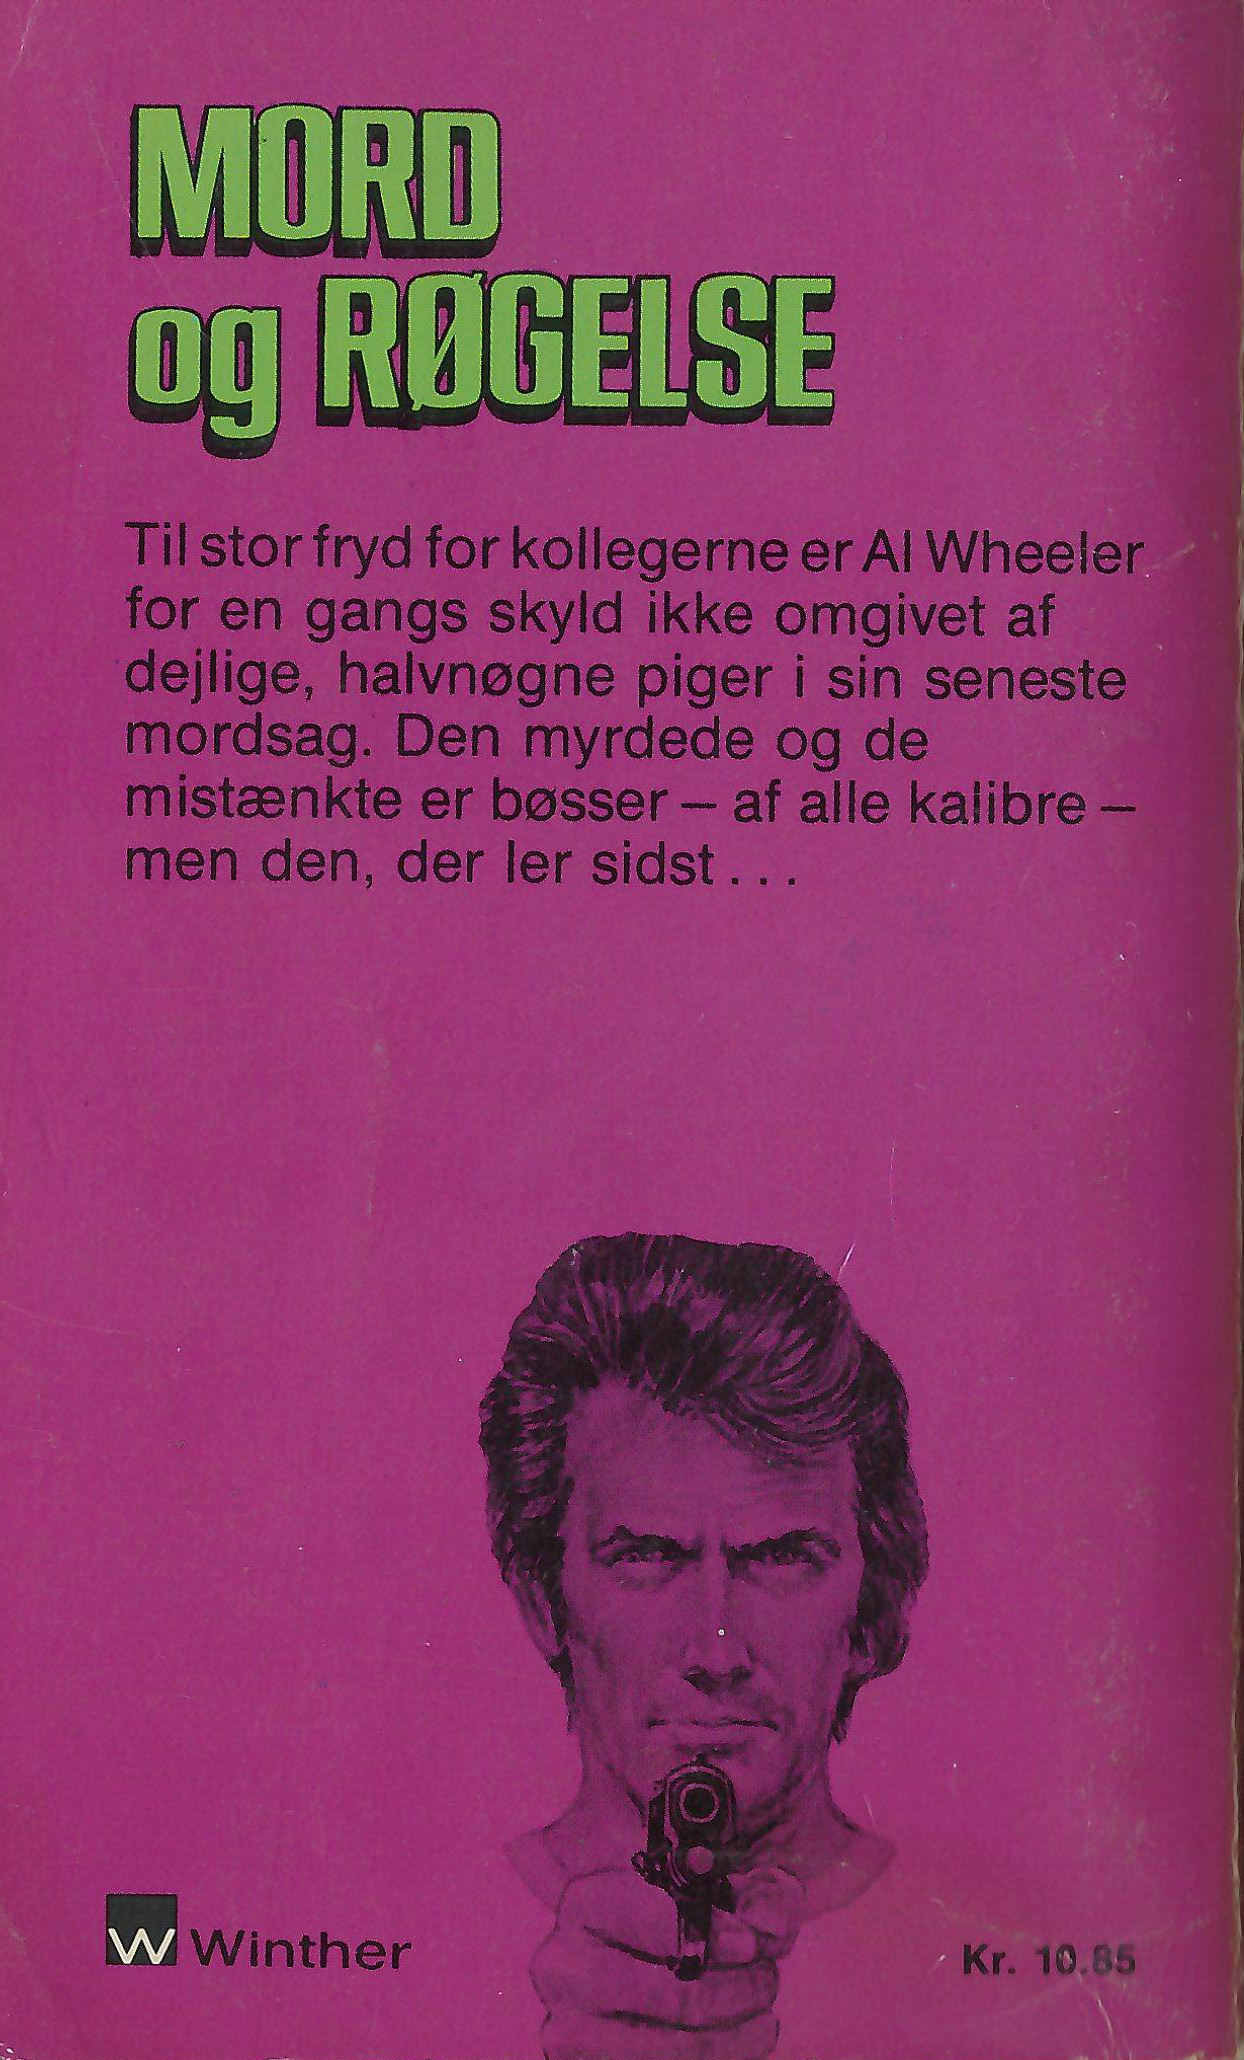 MORD
og RØGELSE
Til stor fryd for kollegerne er Al Wheeler
for en gangs skyld ikke omgivet af
dejlige, halvnøgne piger i sin seneste
mordsag. Den myrdede og de
mistænkte er bøsser – af alle kalibre –
men den, der ler sidst . . .
W Winther
Kr. 10.85